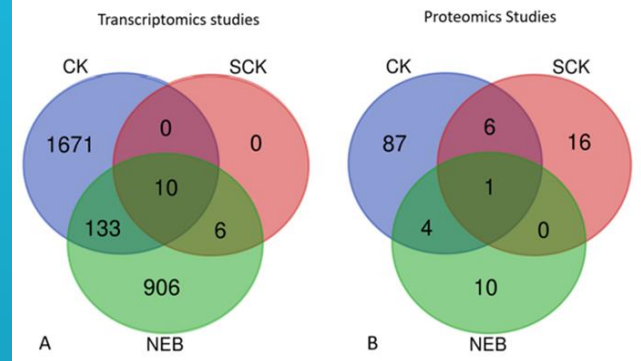 Transcriptomics studies
CK
SCK
1671
0
0
10
133
6
906
A
NEB
Proteomics Studies
CK
SCK
87
6
16
1
4
0
10
B
NEB